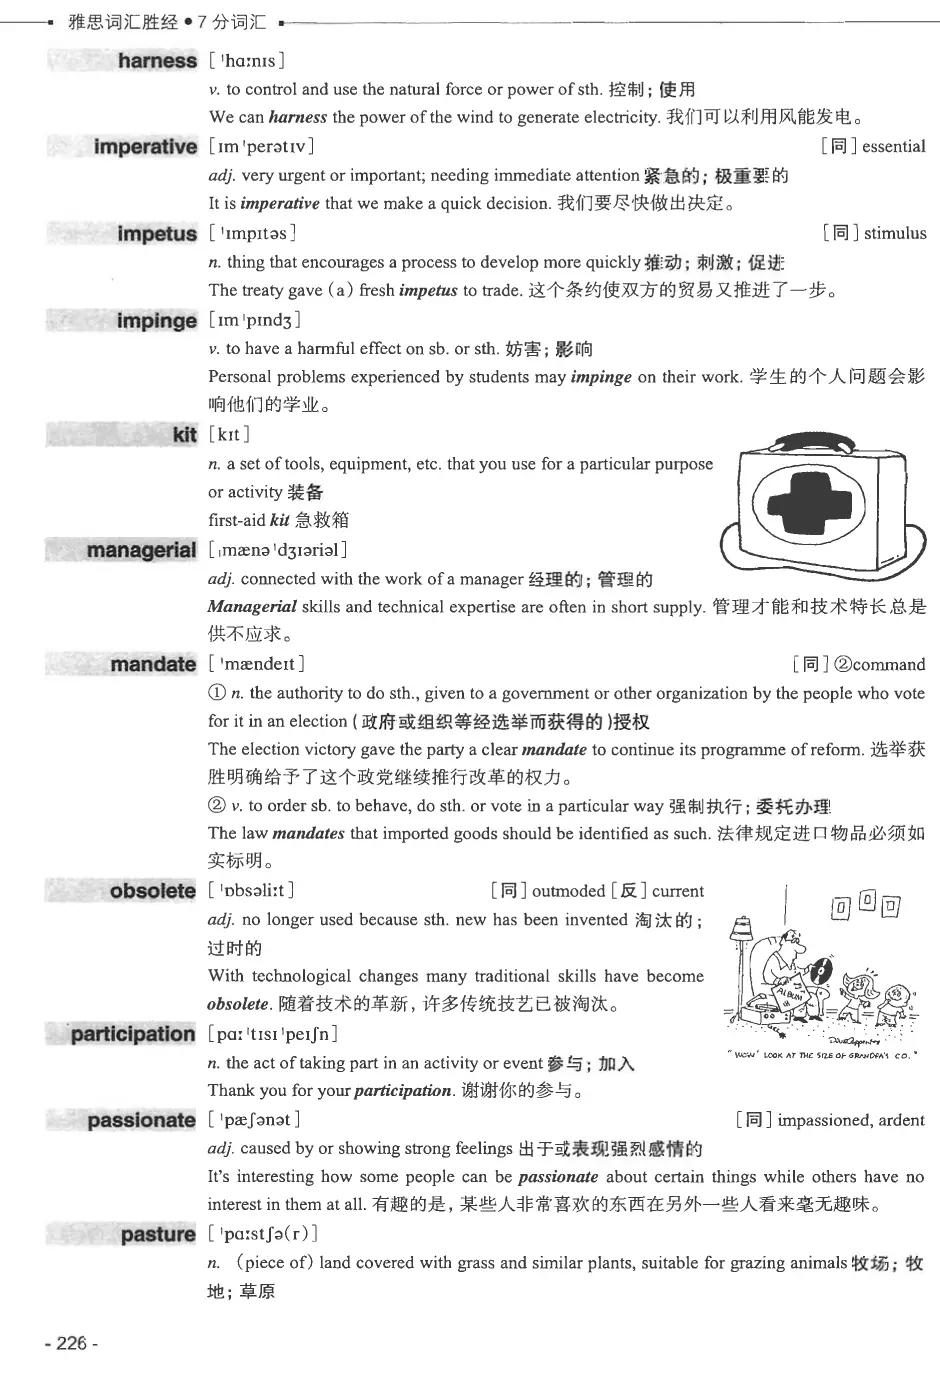 雅思词汇胜经●7分词汇
harness [ˈhɑːnɪs]
v. to control and use the natural force or power of sth. 控制；使用
We can harness the power of the wind to generate electricity. 我们可以利用风能发电。
imperative [ɪmˈperətɪv] [同] essential
adj. very urgent or important; needing immediate attention 紧急的；极重要的
It is imperative that we make a quick decision. 我们要尽快做出决定。
impetus [ˈɪmpɪtəs] [同] stimulus
n. thing that encourages a process to develop more quickly 推动；刺激；促进
The treaty gave (a) fresh impetus to trade. 这个条约使双方的贸易又推进了一步。
impinge [ɪmˈpɪndʒ]
v. to have a harmful effect on sb. or sth. 妨害；影响
Personal problems experienced by students may impinge on their work. 学生的个人问题会影
响他们的学业。
kit [kɪt]
n. a set of tools, equipment, etc. that you use for a particular purpose
or activity 装备
first-aid kit 急救箱
managerial [ˌmænəˈdʒɪəriəl]
adj. connected with the work of a manager 经理的；管理的
Managerial skills and technical expertise are often in short supply. 管理才能和技术特长总是
供不应求。
mandate [ˈmændeɪt] [同] ②command
① n. the authority to do sth., given to a government or other organization by the people who vote
for it in an election (政府或组织等经选举而获得的)授权
The election victory gave the party a clear mandate to continue its programme of reform. 选举获
胜明确给予了这个政党继续推行改革的权力。
② v. to order sb. to behave, do sth. or vote in a particular way 强制执行；委托办理
The law mandates that imported goods should be identified as such. 法律规定进口物品必须如
实标明。
obsolete [ˈɒbsəliːt] [同] outmoded [反] current
adj. no longer used because sth. new has been invented 淘汰的；
过时的
With technological changes many traditional skills have become
obsolete. 随着技术的革新，许多传统技艺已被淘汰。
ALBUM
"WOW! LOOK AT THE SIZE OF GRANDPA'S CD."
participation [pɑːˈtɪsɪˈpeɪʃn]
n. the act of taking part in an activity or event 参与；加入
Thank you for your participation. 谢谢你的参与。
passionate [ˈpæʃənət] [同] impassioned, ardent
adj. caused by or showing strong feelings 出于或表现强烈感情的
It's interesting how some people can be passionate about certain things while others have no
interest in them at all. 有趣的是，某些人非常喜欢的东西在另外一些人看来毫无趣味。
pasture [ˈpɑːstʃə(r)]
n. (piece of) land covered with grass and similar plants, suitable for grazing animals 牧场；牧
地；草原
- 226 -